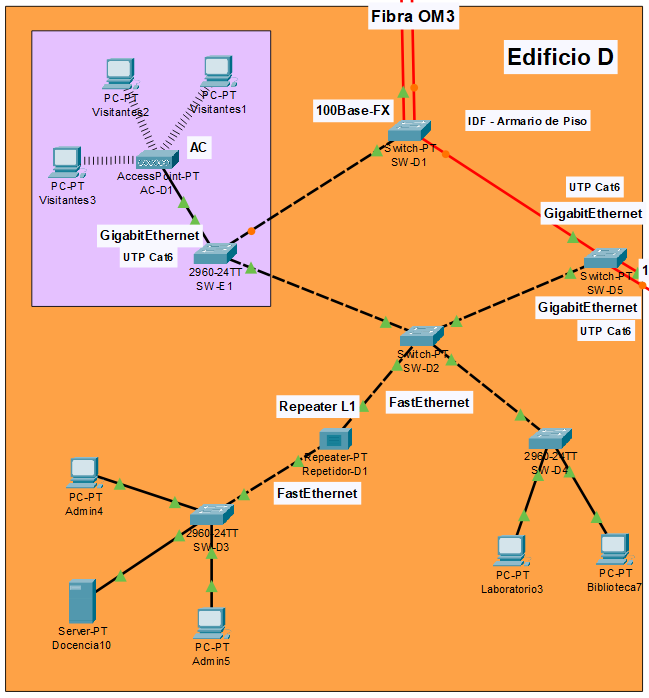 Fibra OM3
Edificio D
PC-PT
Visitantes2
PC-PT
Visitantes1
100Base-FX
IDF - Armario de Piso
AC
Switch-PT
SW-D1
PC-PT
Visitantes3
AccessPoint-PT
AC-D1
UTP Cat6
GigabitEthernet
GigabitEthernet
UTP Cat6
2960-24TT
SW-E1
Switch-PT
SW-D5
1
GigabitEthernet
UTP Cat6
Switch-PT
SW-D2
Repeater L1
FastEthernet
Repeater-PT
Repetidor-D1
2960-24TT
SW-D4
FastEthernet
PC-PT
Admin4
2960-24TT
SW-D3
PC-PT
Laboratorio3
PC-PT
Biblioteca7
Server-PT
Docencia10
PC-PT
Admin5